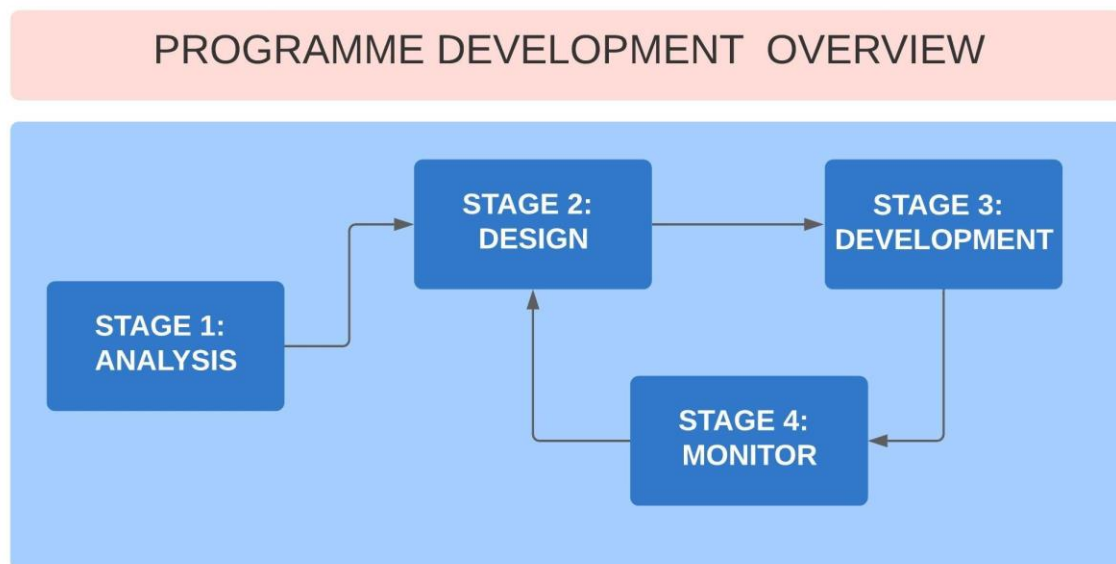 PROGRAMME DEVELOPMENT OVERVIEW
STAGE 1:
ANALYSIS
STAGE 2:
DESIGN
STAGE 3:
DEVELOPMENT
STAGE 4:
MONITOR